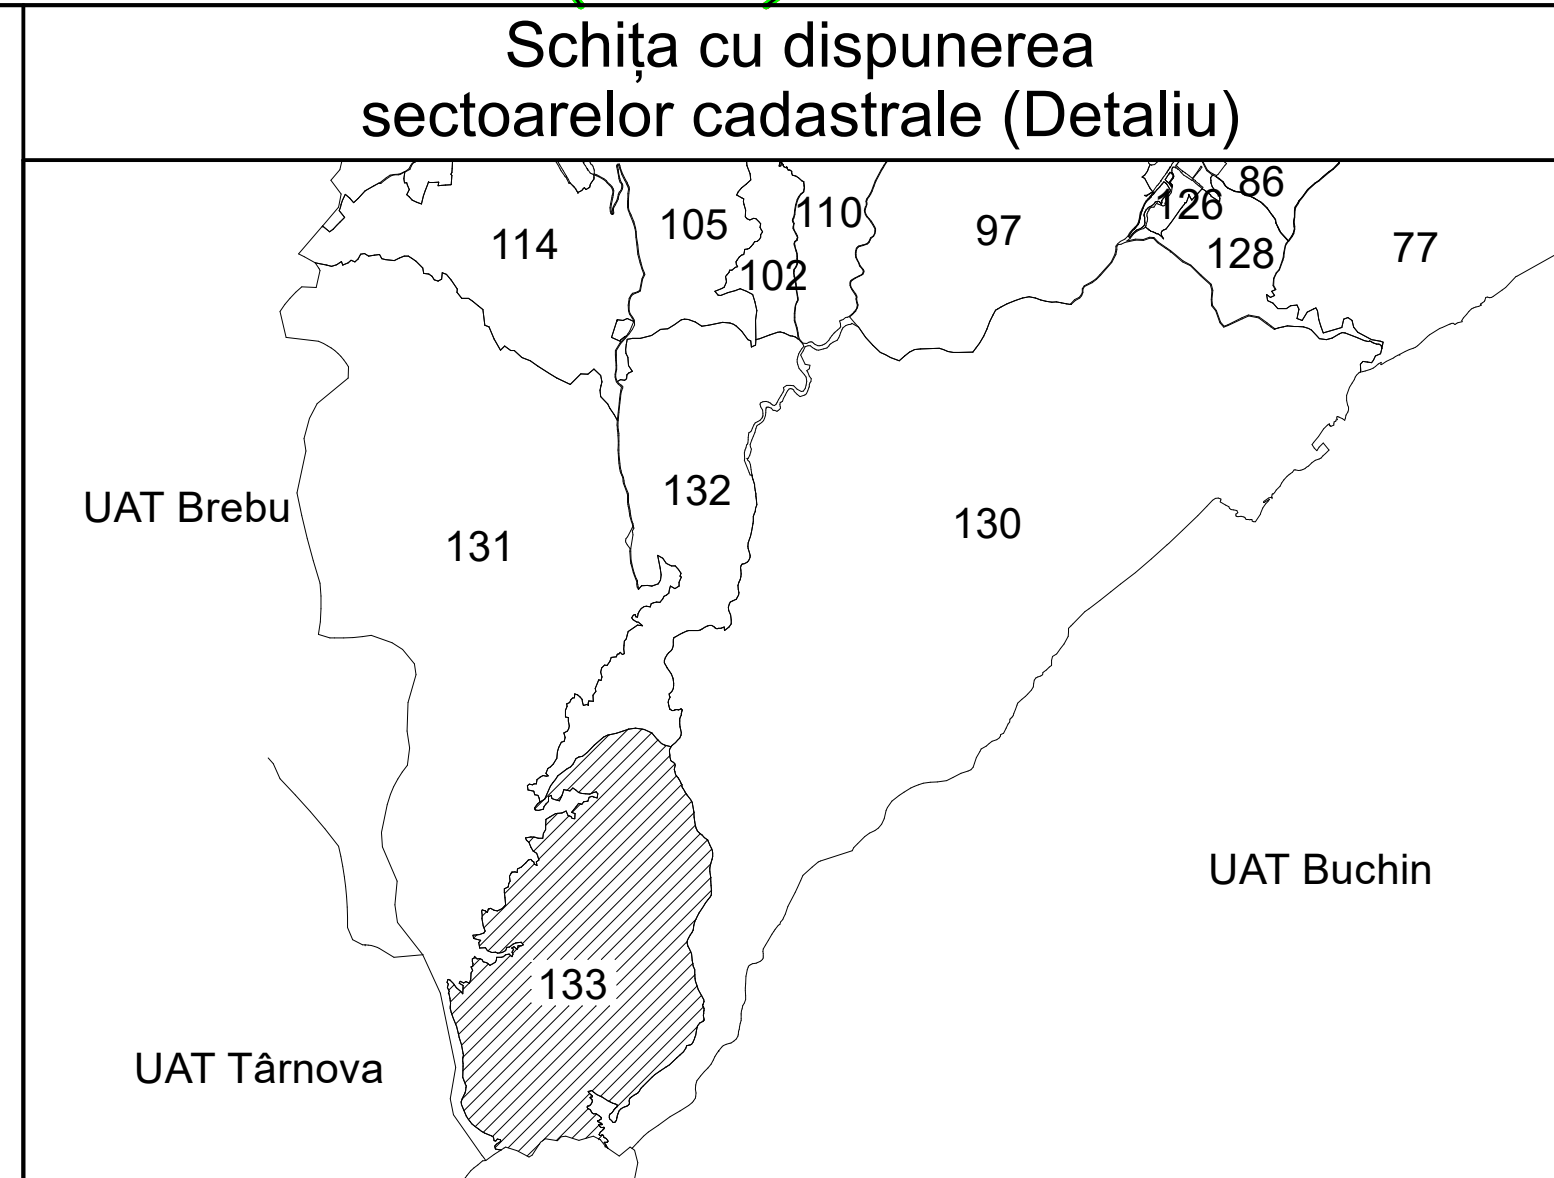 Schița cu dispunerea
sectoarelor cadastrale (Detaliu)
86
126
110
105
97
114
77
128
102
132
UAT Brebu
130
131
UAT Buchin
133
UAT Târnova